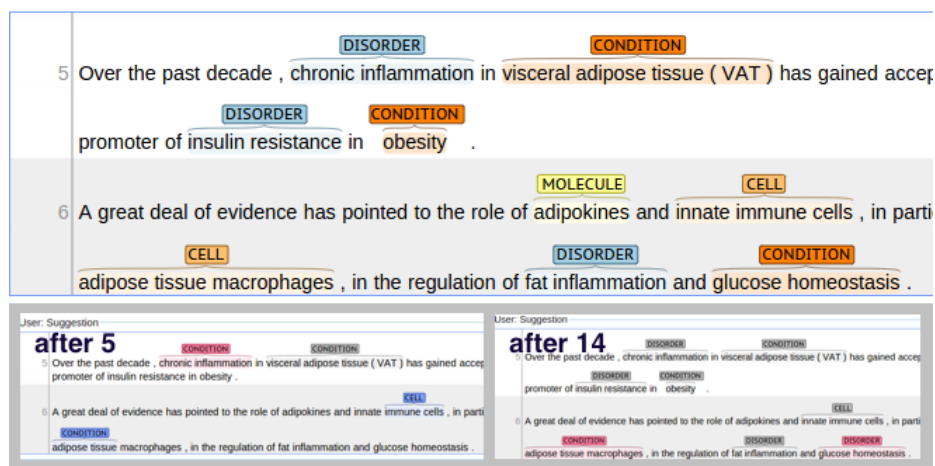 DISORDER CONDITION
5 Over the past decade , chronic inflammation in visceral adipose tissue ( VAT ) has gained accep
DISORDER CONDITION
promoter of insulin resistance in obesity .
MOLECULE CELL
6 A great deal of evidence has pointed to the role of adipokines and innate immune cells , in parti
CELL DISORDER CONDITION
adipose tissue macrophages , in the regulation of fat inflammation and glucose homeostasis .
User: Suggestion
after 5
CONDITION CONDITION
5 Over the past decade , chronic inflammation in visceral adipose tissue ( VAT ) has gained accep
promoter of insulin resistance in obesity .
CELL
6 A great deal of evidence has pointed to the role of adipokines and innate immune cells , in parti
CONDITION
adipose tissue macrophages , in the regulation of fat inflammation and glucose homeostasis .
User: Suggestion
after 14
DISORDER CONDITION
5 Over the past decade , chronic inflammation in visceral adipose tissue ( VAT ) has gained accep
DISORDER CONDITION
promoter of insulin resistance in obesity .
CELL
6 A great deal of evidence has pointed to the role of adipokines and innate immune cells , in parti
CONDITION DISORDER DISORDER
adipose tissue macrophages , in the regulation of fat inflammation and glucose homeostasis .